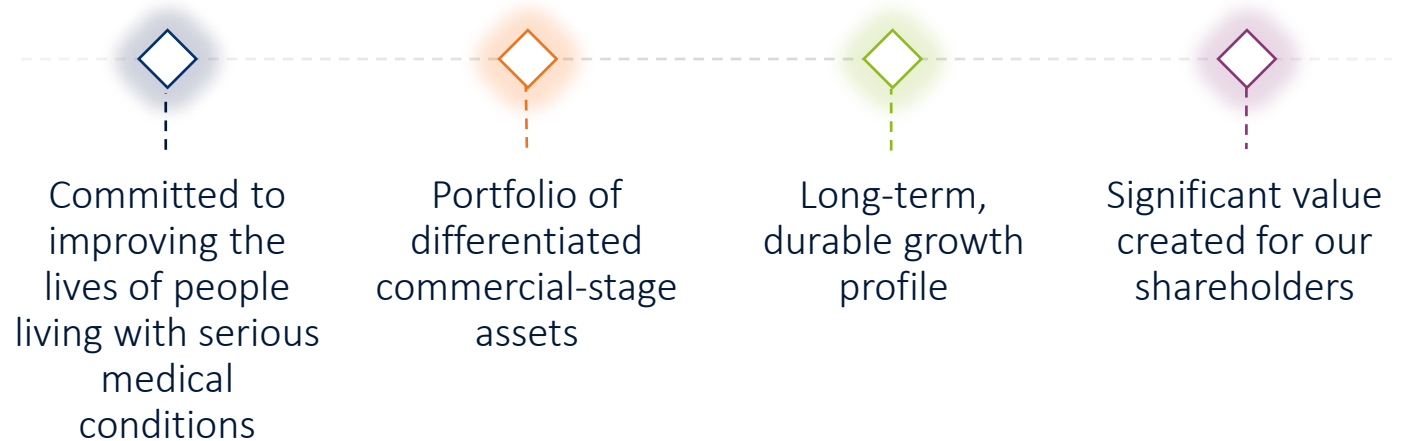 Committed to
improving the
lives of people
living with serious
medical
conditions
Portfolio of
differentiated
commercial-stage
assets
Long-term,
durable growth
profile
Significant value
created for our
shareholders